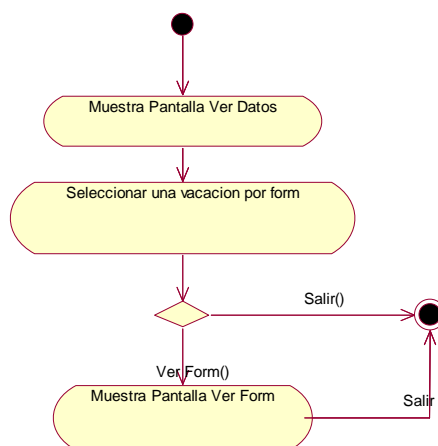 Muestra Pantalla Ver Datos
Seleccionar una vacacion por form
Salir()
Ver Form()
Muestra Pantalla Ver Form
Salir